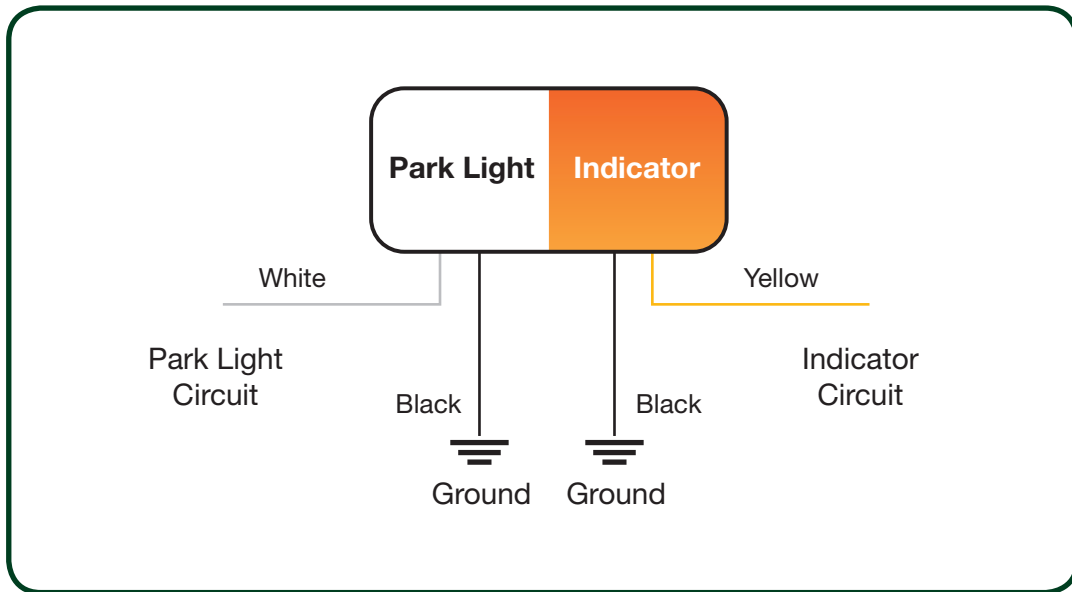 Park Light
Indicator
White
Yellow
Park Light
Circuit
Indicator
Circuit
Black
Black
Ground
Ground